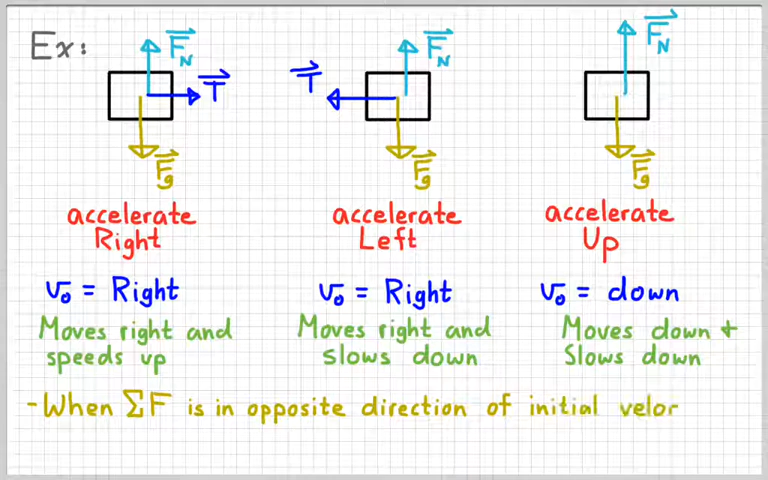 Ex:
F_N
T
F_g
T
F_N
F_g
F_N
F_g
accelerate
Right
accelerate
Left
accelerate
Up
v₀ = Right
v₀ = Right
v₀ = down
Moves right and
speeds up
Moves right and
slows down
Moves down +
Slows down
- When ΣF is in opposite direction of initial velo